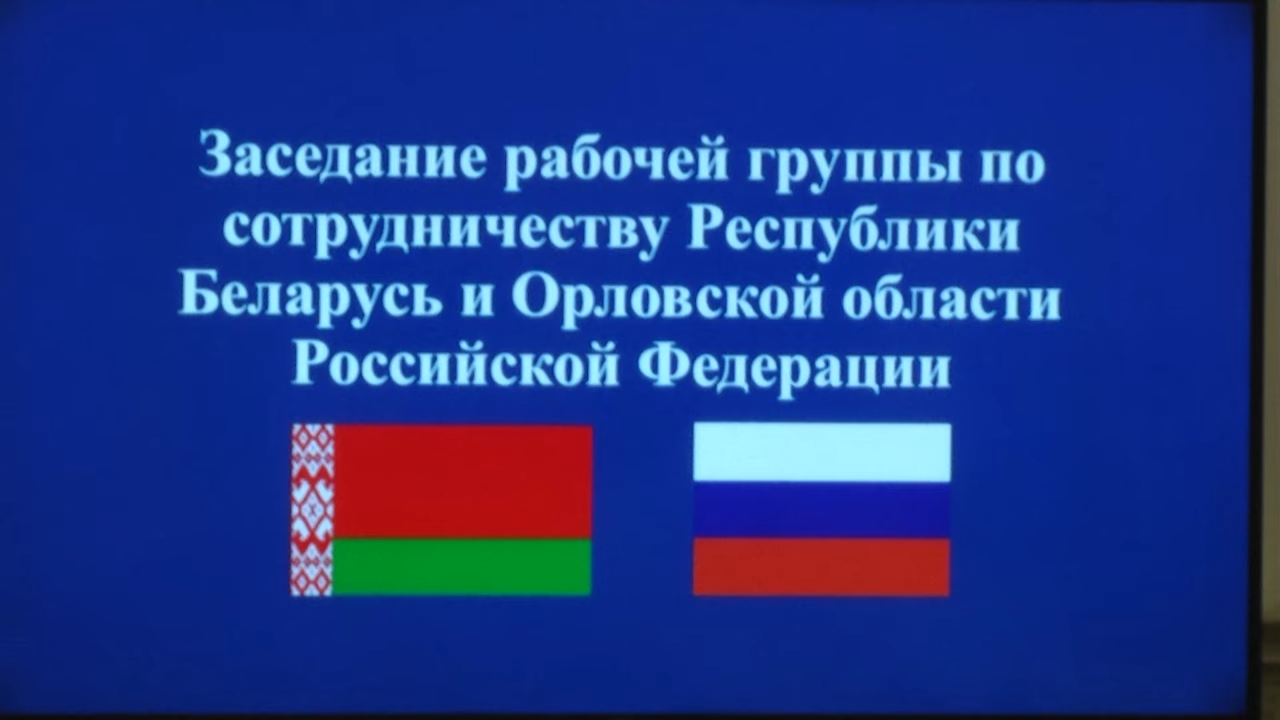 Заседание рабочей группы по
сотрудничеству Республики
Беларусь и Орловской области
Российской Федерации